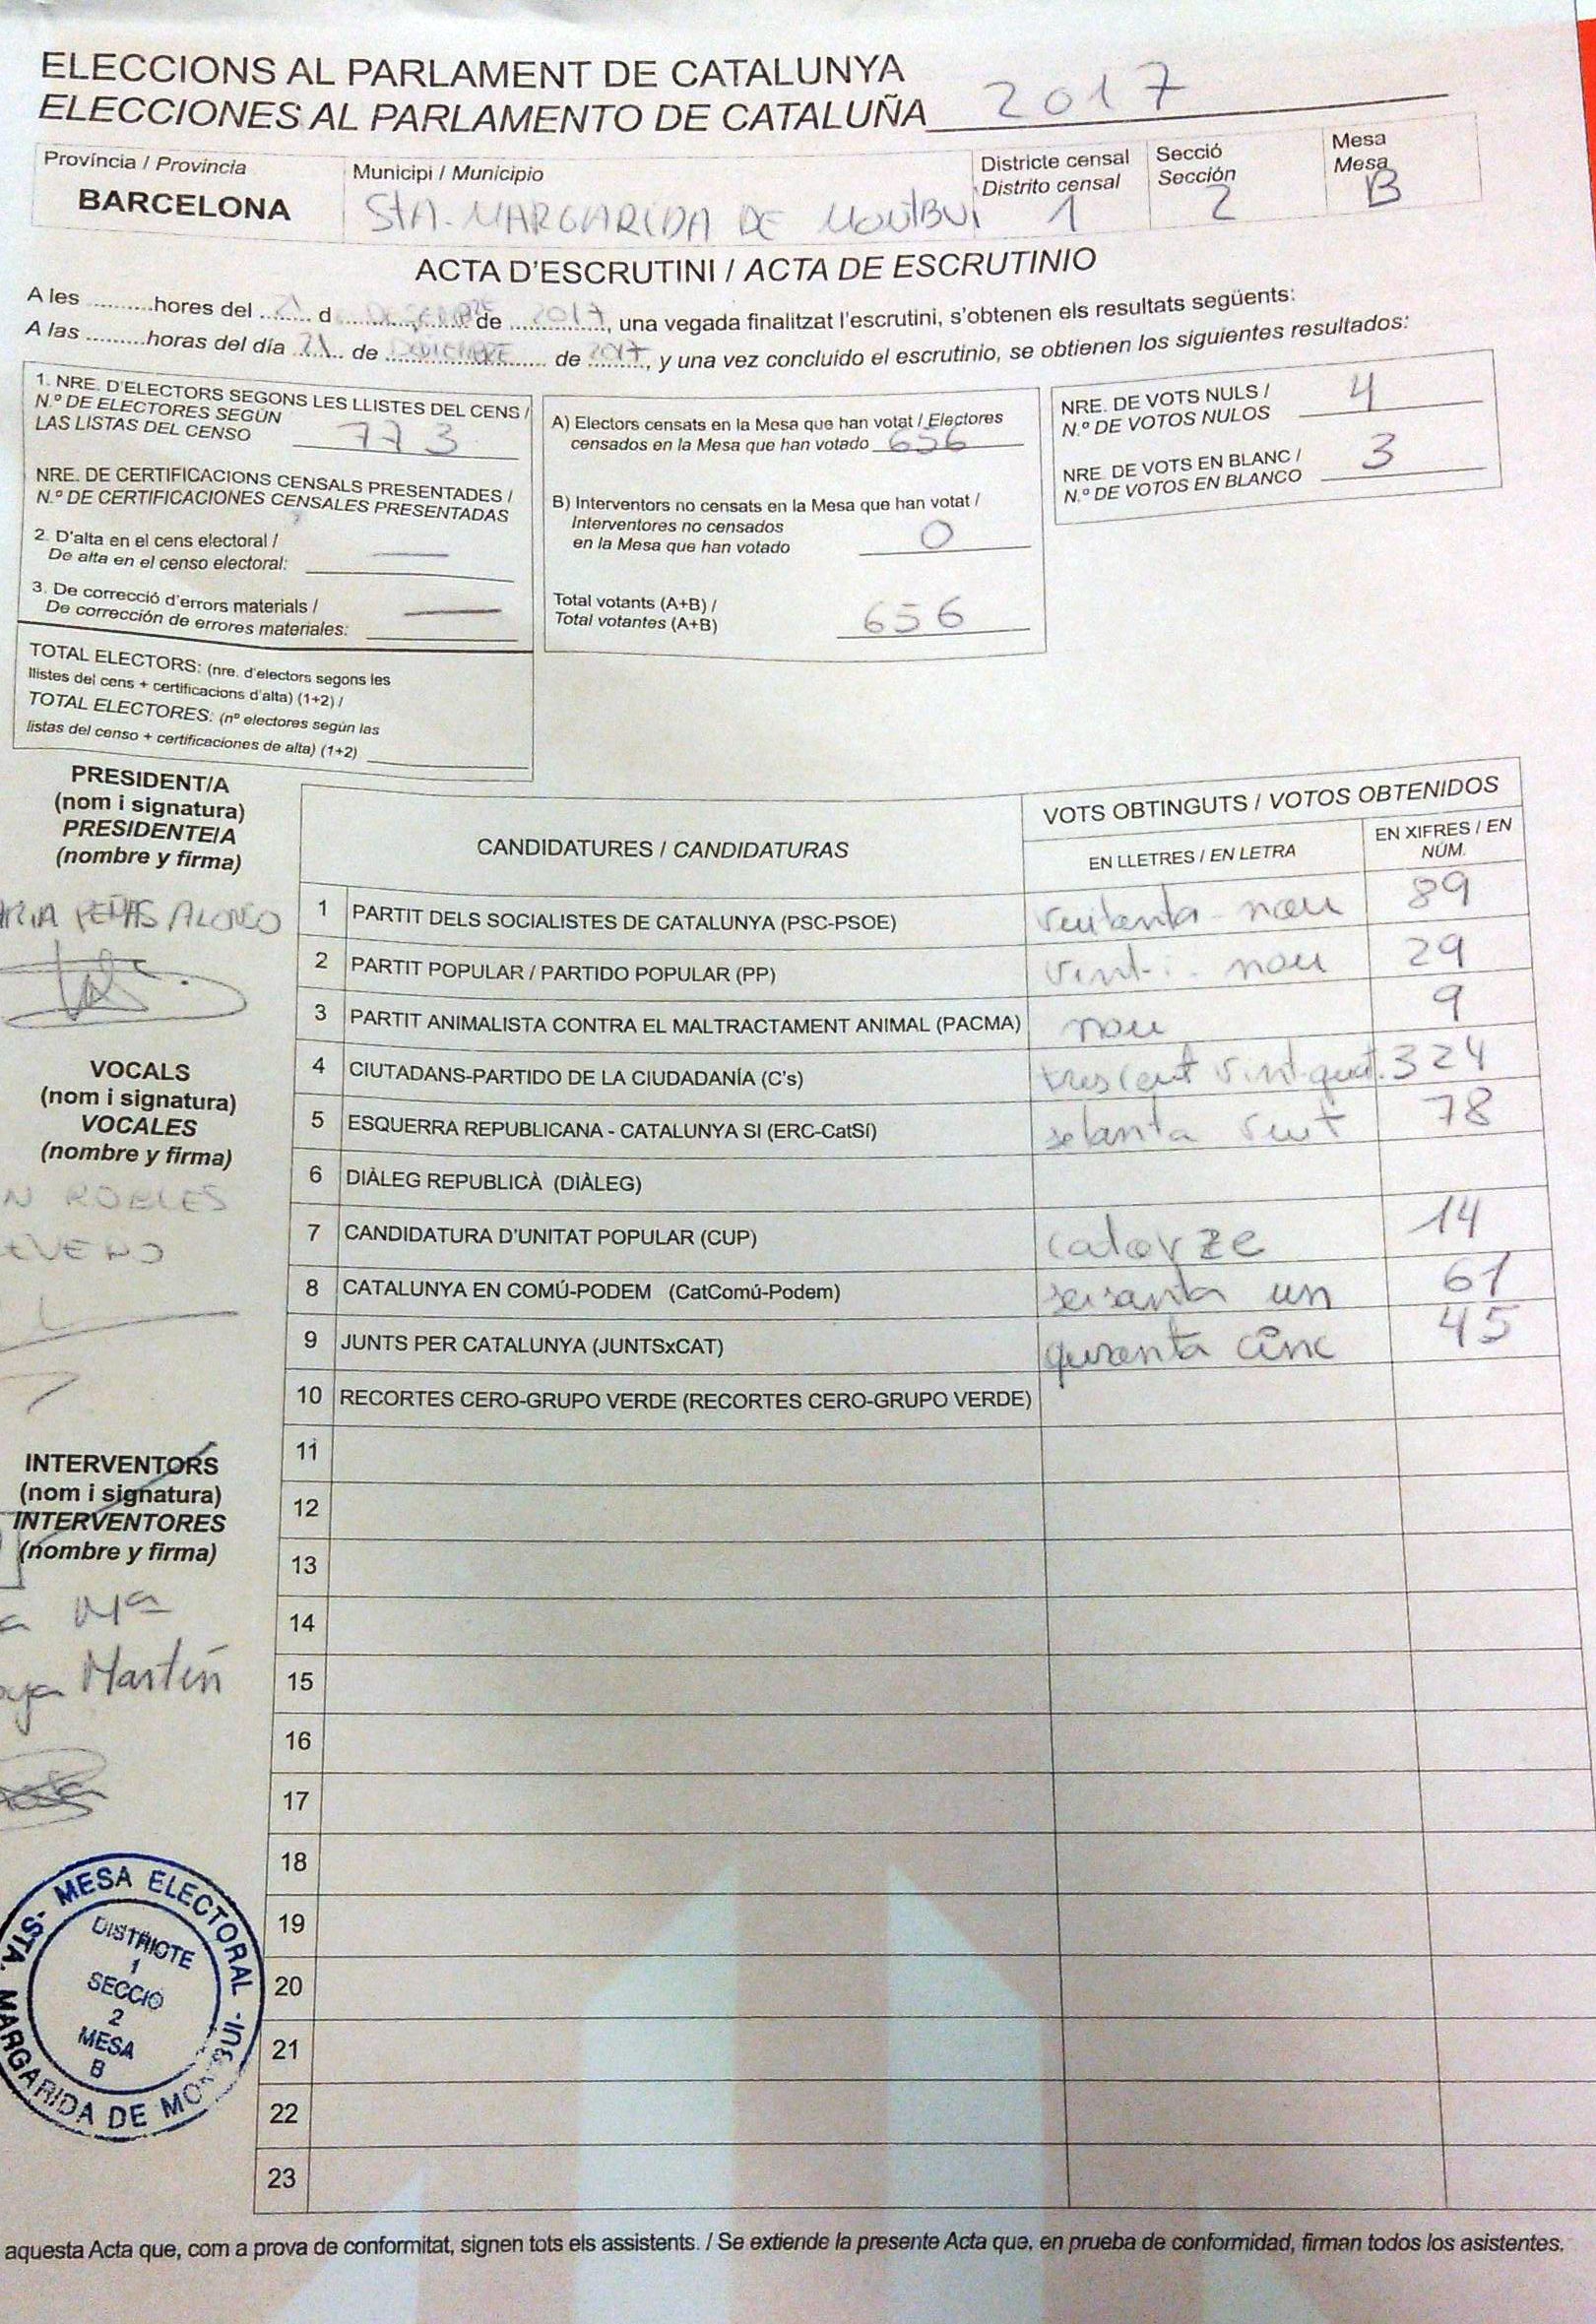 ELECCIONS AL PARLAMENT DE CATALUNYA
ELECCIONES AL PARLAMENTO DE CATALUÑA 2017
Província / Provincia
BARCELONA
Municipi / Municipio
STA. MARGARIDA DE MONTBUI
Districte censal
Distrito censal
1
Secció
Sección
2
Mesa
Mesa
B
ACTA D'ESCRUTINI / ACTA DE ESCRUTINIO
A les .........hores del 21 d DESEMBRE de 2017, una vegada finalitzat l'escrutini, s'obtenen els resultats següents:
A las .........horas del día 21 de DICIEMBRE de 2017, y una vez concluido el escrutinio, se obtienen los siguientes resultados:
1. NRE. D'ELECTORS SEGONS LES LLISTES DEL CENS /
N.º DE ELECTORES SEGÚN
LAS LISTAS DEL CENSO 773
NRE. DE CERTIFICACIONS CENSALS PRESENTADES /
N.º DE CERTIFICACIONES CENSALES PRESENTADAS
2. D'alta en el cens electoral /
De alta en el censo electoral: —
3. De correcció d'errors materials /
De corrección de errores materiales: —
TOTAL ELECTORS: (nre. d'electors segons les
llistes del cens + certificacions d'alta) (1+2) /
TOTAL ELECTORES: (nº electores según las
listas del censo + certificaciones de alta) (1+2)
A) Electors censats en la Mesa que han votat / Electores
censados en la Mesa que han votado 656
B) Interventors no censats en la Mesa que han votat /
Interventores no censados
en la Mesa que han votado 0
Total votants (A+B) /
Total votantes (A+B) 656
NRE. DE VOTS NULS /
N.º DE VOTOS NULOS 4
NRE. DE VOTS EN BLANC /
N.º DE VOTOS EN BLANCO 3
PRESIDENT/A
(nom i signatura)
PRESIDENTE/A
(nombre y firma)
PEÑAS ALONSO
VOCALS
(nom i signatura)
VOCALES
(nombre y firma)
ROBLES
INTERVENTORS
(nom i signatura)
INTERVENTORES
(nombre y firma)
Mª
Martín
CANDIDATURES / CANDIDATURAS
VOTS OBTINGUTS / VOTOS OBTENIDOS
EN LLETRES / EN LETRA
EN XIFRES / EN NÚM.
1 PARTIT DELS SOCIALISTES DE CATALUNYA (PSC-PSOE) vuitanta-nou 89
2 PARTIT POPULAR / PARTIDO POPULAR (PP) vint-i-nou 29
3 PARTIT ANIMALISTA CONTRA EL MALTRACTAMENT ANIMAL (PACMA) nou 9
4 CIUTADANS-PARTIDO DE LA CIUDADANÍA (C's) trescent vint-quat. 324
5 ESQUERRA REPUBLICANA - CATALUNYA SI (ERC-CatSí) setanta vuit 78
6 DIÀLEG REPUBLICÀ (DIÀLEG)
7 CANDIDATURA D'UNITAT POPULAR (CUP) catorze 14
8 CATALUNYA EN COMÚ-PODEM (CatComú-Podem) seixanta un 61
9 JUNTS PER CATALUNYA (JUNTSxCAT) quranta cinc 45
10 RECORTES CERO-GRUPO VERDE (RECORTES CERO-GRUPO VERDE)
11
12
13
14
15
16
17
18
19
20
21
22
23
MESA ELECTORAL
STA. MARGARIDA DE
DISTRICTE
1
SECCIO
2
MESA
B
aquesta Acta que, com a prova de conformitat, signen tots els assistents. / Se extiende la presente Acta que, en prueba de conformidad, firman todos los asistentes.